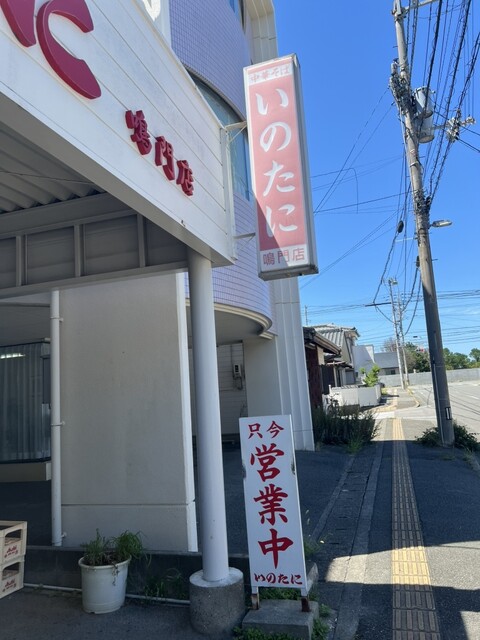 に
鳴門店
中華そば
いのたに
鳴門店
只今
営業中
いのたに